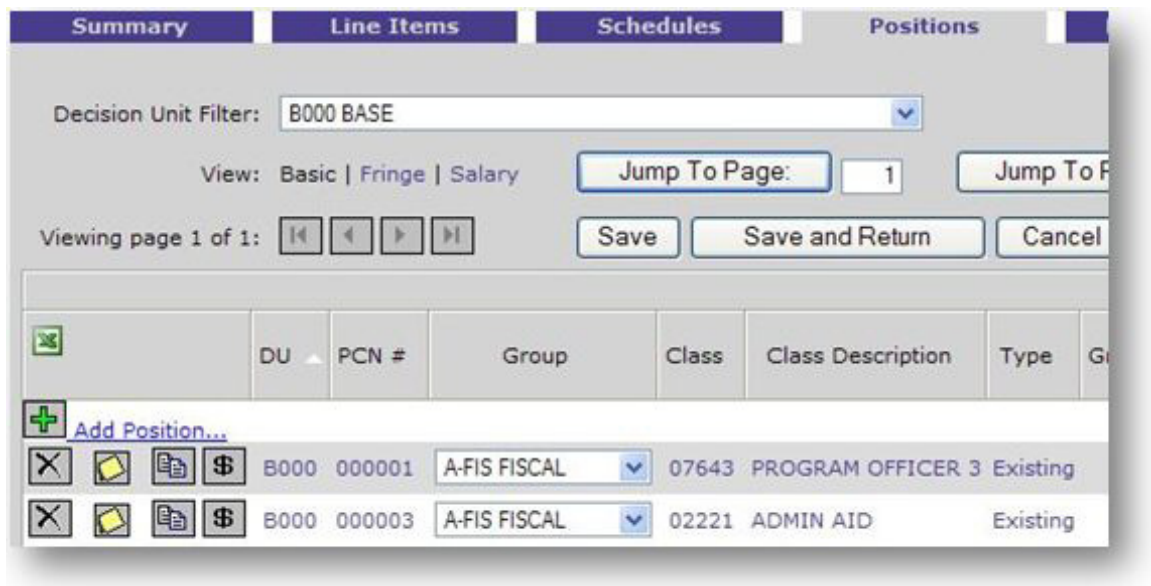 Summary Line Items Schedules Positions
Decision Unit Filter: B000 BASE
View: Basic | Fringe | Salary Jump To Page: 1 Jump To
Viewing page 1 of 1: Save Save and Return Cancel
DU PCN # Group Class Class Description Type
Add Position...
$ B000 000001 A-FIS FISCAL 07643 PROGRAM OFFICER 3 Existing
$ B000 000003 A-FIS FISCAL 02221 ADMIN AID Existing